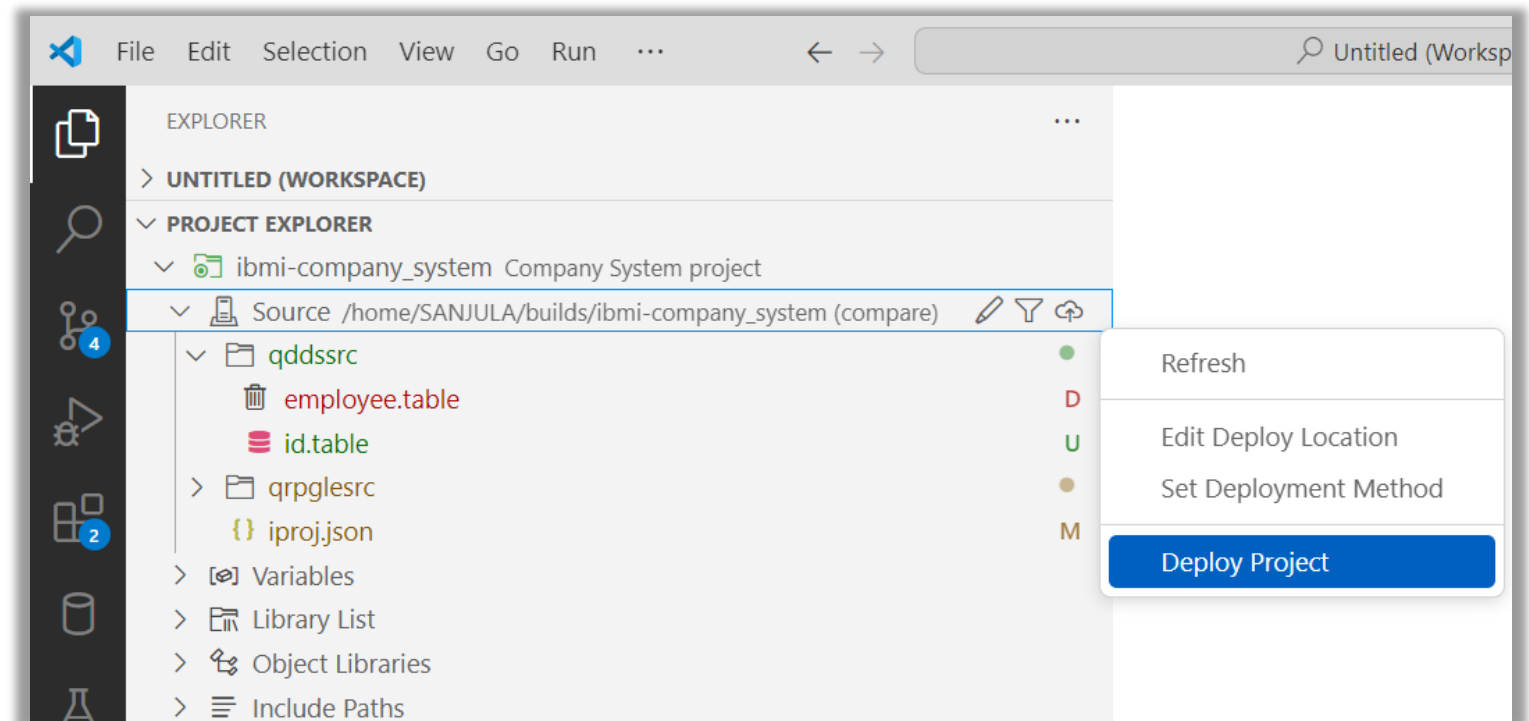 File Edit Selection View Go Run ··· ← → Untitled (Worksp
EXPLORER ···
UNTITLED (WORKSPACE)
PROJECT EXPLORER
ibmi-company_system Company System project
Source /home/SANJULA/builds/ibmi-company_system (compare)
qddssrc
employee.table D
id.table U
qrpglesrc
{} iproj.json M
Variables
Library List
Object Libraries
Include Paths
4
2
Refresh
Edit Deploy Location
Set Deployment Method
Deploy Project